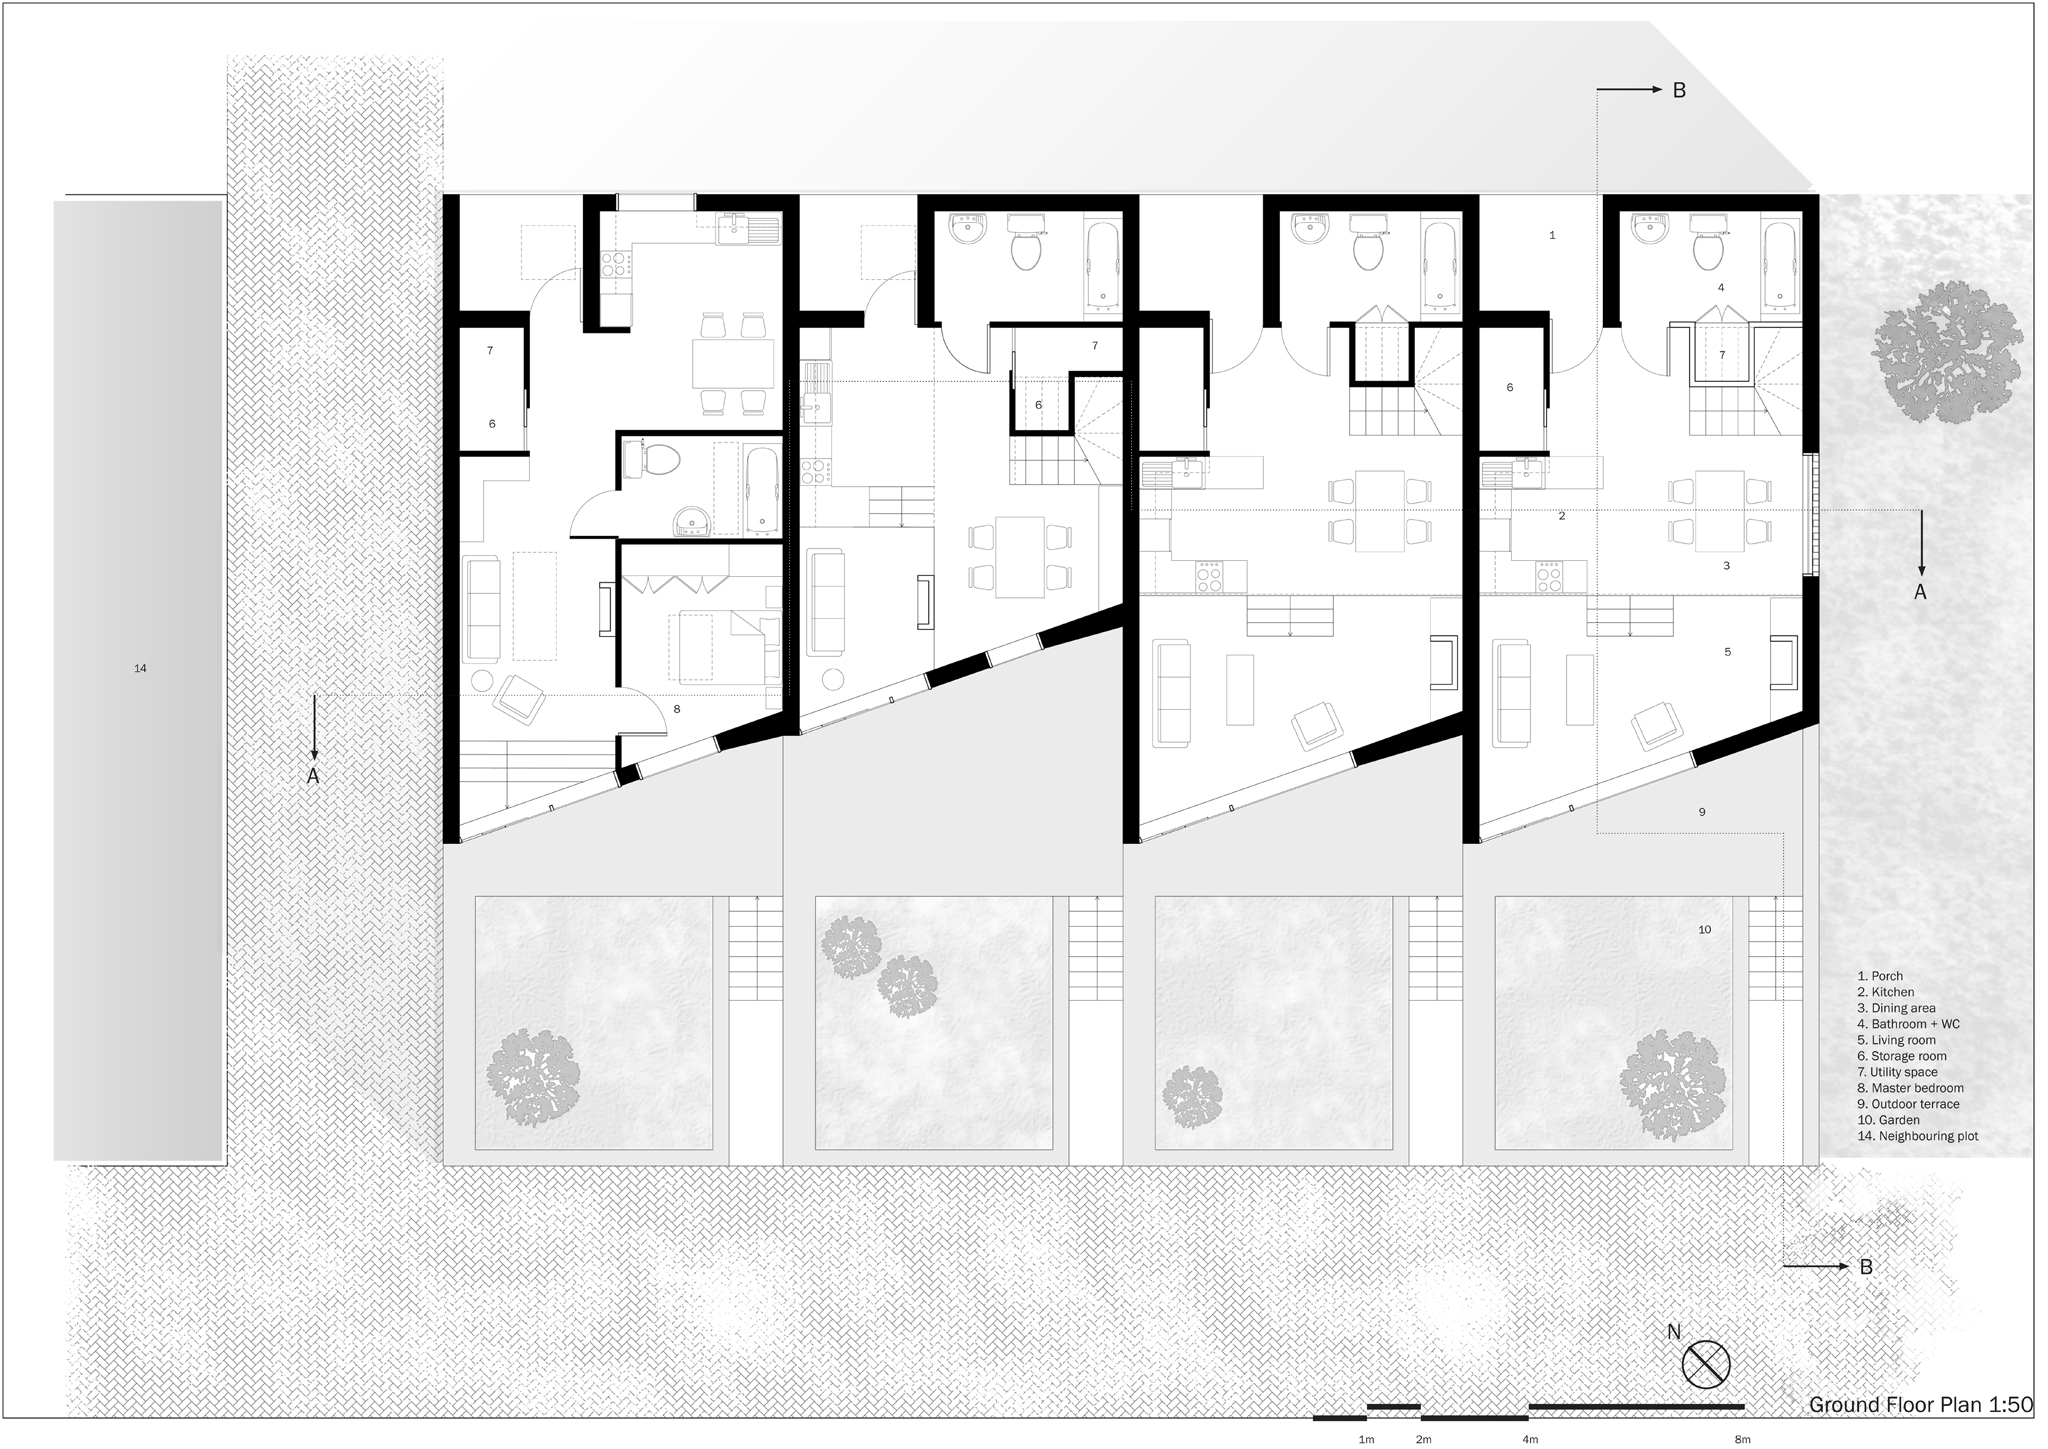 B
1
4
7
7
7
6
6
6
2
3
A
14
5
8
A
9
10
1. Porch
2. Kitchen
3. Dining area
4. Bathroom + WC
5. Living room
6. Storage room
7. Utility space
8. Master bedroom
9. Outdoor terrace
10. Garden
14. Neighbouring plot
B
N
Ground Floor Plan 1:50
1m 2m 4m 8m